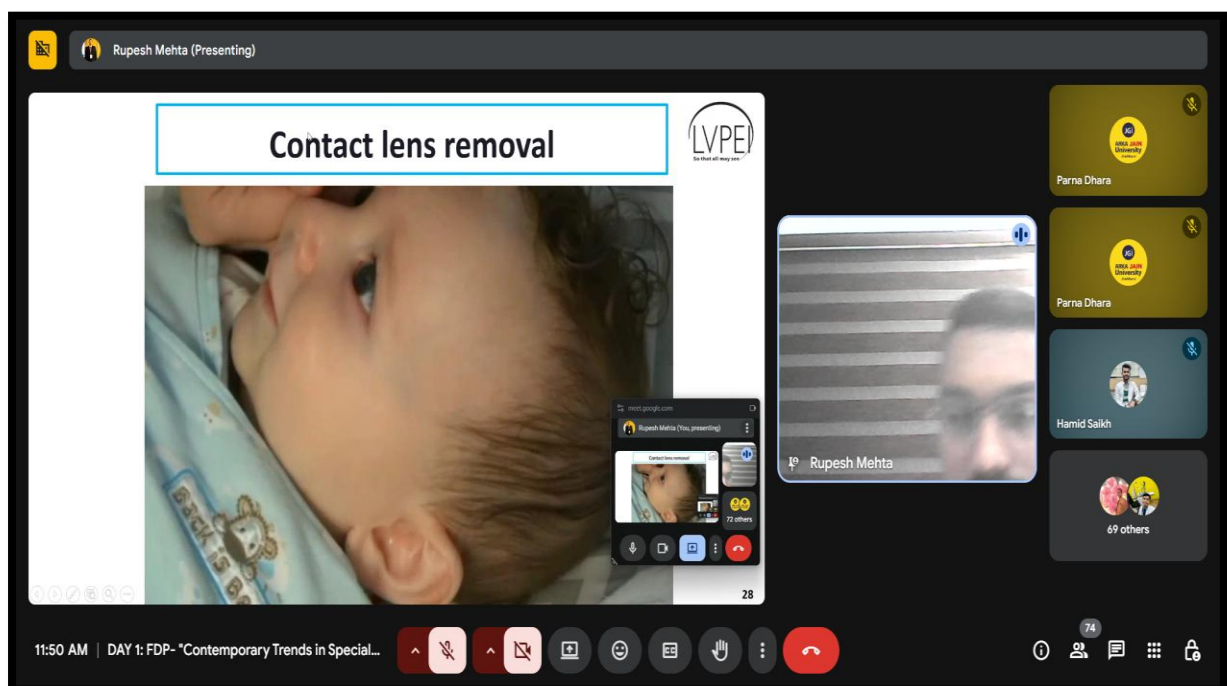 Rupesh Mehta (Presenting)
Contact lens removal
LVPEI
So that all may see
meet.google.com
Rupesh Mehta (You, presenting)
Contact lens removal
72 others
28
Rupesh Mehta
JGi
ARKA JAIN
University
Parna Dhara
JGi
ARKA JAIN
University
Parna Dhara
Hamid Saikh
69 others
11:50 AM | DAY 1: FDP- "Contemporary Trends in Special...
74